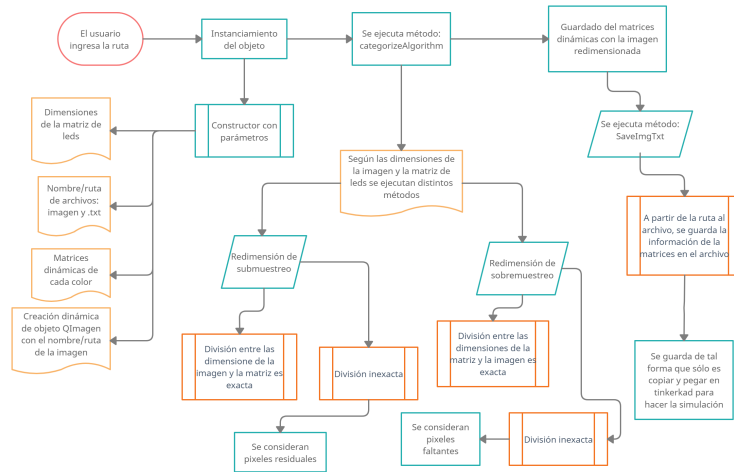 El usuario
ingresa la ruta
Instanciamiento
del objeto
Se ejecuta método:
categorizeAlgorithm
Guardado del matrices
dinámicas con la imagen
redimensionada
Dimensiones
de la matriz de
leds
Constructor con
parámetros
Se ejecuta método:
SaveImgTxt
Según las dimensiones de
la imagen y la matriz de
leds se ejecutan distintos
métodos
Nombre/ruta
de archivos:
imagen y .txt
A partir de la ruta al
archivo, se guarda la
información de la
matrices en el archivo
Matrices
dinámicas de
cada color
Redimensión de
submuestreo
Redimensión de
sobremuestreo
Creación dinámica
de objeto QImagen
con el nombre/ruta
de la imagen
División entre las
dimensione de la
imagen y la matriz es
exacta
División inexacta
División entre las
dimensiones de la
matriz y la imagen es
exacta
Se guarda de tal
forma que sólo es
copiar y pegar en
tinkerkad para
hacer la simulación
Se consideran
pixeles residuales
Se consideran
pixeles
faltantes
División inexacta